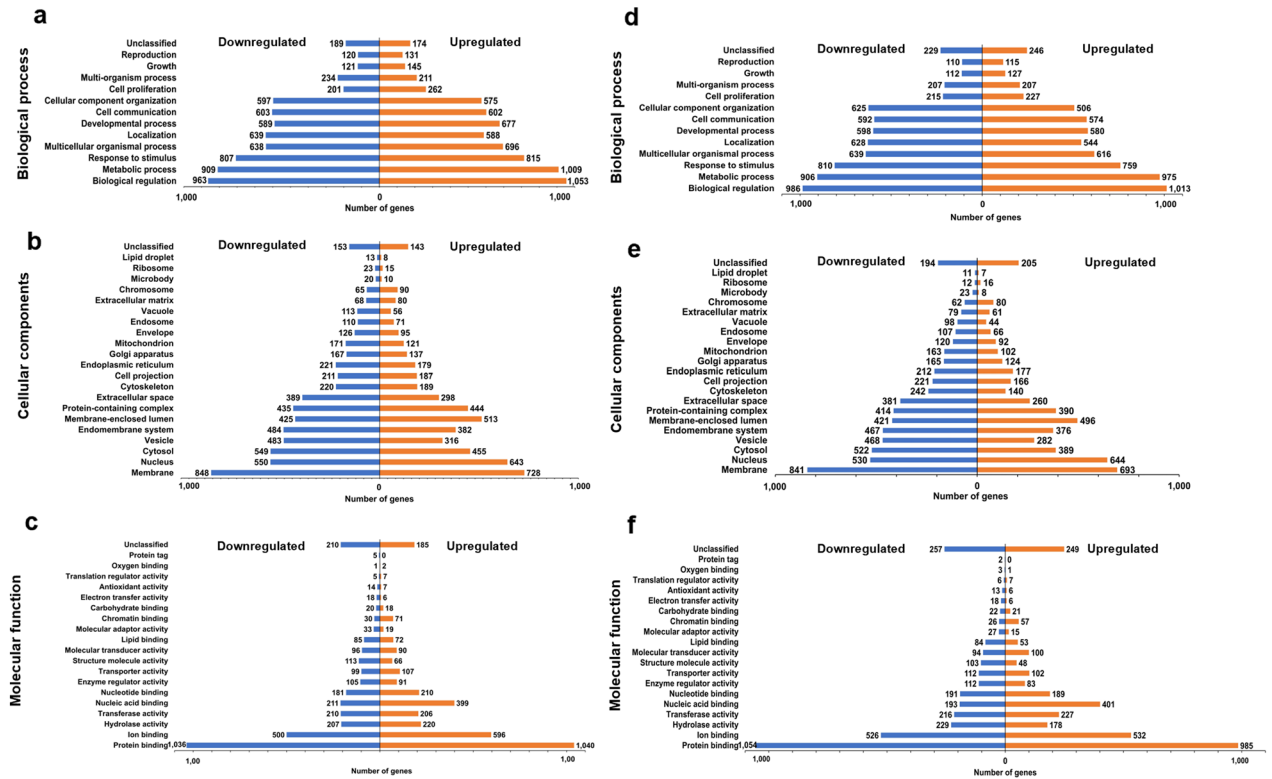 a
Biological process
Downregulated Upregulated
Unclassified 189 174
Reproduction 120 131
Growth 121 145
Multi-organism process 234 211
Cell proliferation 201 262
Cellular component organization 597 575
Cell communication 603 602
Developmental process 589 677
Localization 639 588
Multicellular organismal process 638 696
Response to stimulus 807 815
Metabolic process 909 1,009
Biological regulation 963 1,053
1,000 0 1,000
Number of genes
b
Cellular components
Downregulated Upregulated
Unclassified 153 143
Lipid droplet 13 8
Ribosome 23 15
Microbody 20 10
Chromosome 65 90
Extracellular matrix 68 80
Vacuole 113 56
Endosome 110 71
Envelope 126 95
Mitochondrion 171 121
Golgi apparatus 167 137
Endoplasmic reticulum 221 179
Cell projection 211 187
Cytoskeleton 220 189
Extracellular space 389 298
Protein-containing complex 435 444
Membrane-enclosed lumen 425 513
Endomembrane system 484 382
Vesicle 483 316
Cytosol 549 455
Nucleus 550 643
Membrane 848 728
1,000 0 1,000
Number of genes
c
Molecular function
Downregulated Upregulated
Unclassified 210 185
Protein tag 5 0
Oxygen binding 1 2
Translation regulator activity 5 7
Antioxidant activity 14 7
Electron transfer activity 18 6
Carbohydrate binding 20 18
Chromatin binding 30 71
Molecular adaptor activity 33 19
Lipid binding 85 72
Molecular transducer activity 96 90
Structure molecule activity 113 66
Transporter activity 99 107
Enzyme regulator activity 105 91
Nucleotide binding 181 210
Nucleic acid binding 211 399
Transferase activity 210 206
Hydrolase activity 207 220
Ion binding 500 596
Protein binding 1,036 1,040
1,00 0 1,000
Number of genes
d
Biological process
Downregulated Upregulated
Unclassified 229 246
Reproduction 110 115
Growth 112 127
Multi-organism process 207 207
Cell proliferation 215 227
Cellular component organization 625 506
Cell communication 592 574
Developmental process 598 580
Localization 628 544
Multicellular organismal process 639 616
Response to stimulus 810 759
Metabolic process 906 975
Biological regulation 986 1,013
1,000 0 1,000
Number of genes
e
Cellular components
Downregulated Upregulated
Unclassified 194 205
Lipid droplet 11 7
Ribosome 12 16
Microbody 23 8
Chromosome 62 80
Extracellular matrix 79 61
Vacuole 98 44
Endosome 107 66
Envelope 120 92
Mitochondrion 163 102
Golgi apparatus 165 124
Endoplasmic reticulum 212 177
Cell projection 221 166
Cytoskeleton 242 140
Extracellular space 381 260
Protein-containing complex 414 390
Membrane-enclosed lumen 421 496
Endomembrane system 467 376
Vesicle 468 282
Cytosol 522 389
Nucleus 530 644
Membrane 841 693
1,000 0 1,000
Number of genes
f
Molecular function
Downregulated Upregulated
Unclassified 257 249
Protein tag 2 0
Oxygen binding 3 1
Translation regulator activity 6 7
Antioxidant activity 13 6
Electron transfer activity 18 6
Carbohydrate binding 22 21
Chromatin binding 26 57
Molecular adaptor activity 27 15
Lipid binding 84 53
Molecular transducer activity 94 100
Structure molecule activity 103 48
Transporter activity 112 102
Enzyme regulator activity 112 83
Nucleotide binding 191 189
Nucleic acid binding 193 401
Transferase activity 216 227
Hydrolase activity 229 178
Ion binding 526 532
Protein binding 1,054 985
1,000 0 1,000
Number of genes